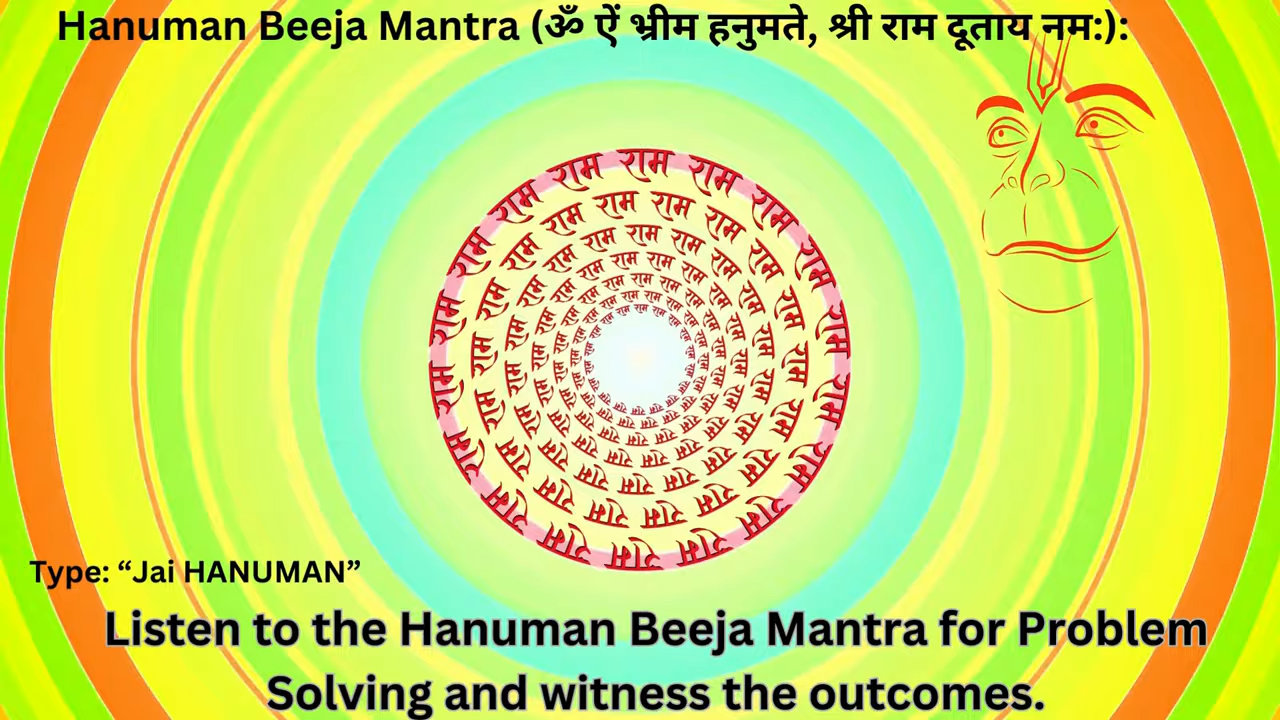 Hanuman Beeja Mantra (ॐ ऐं भ्रीम हनुमते, श्री राम दूताय नम:):
राम राम राम राम राम राम राम राम राम राम राम राम राम राम राम राम राम राम
Type: “Jai HANUMAN”
Listen to the Hanuman Beeja Mantra for Problem
Solving and witness the outcomes.